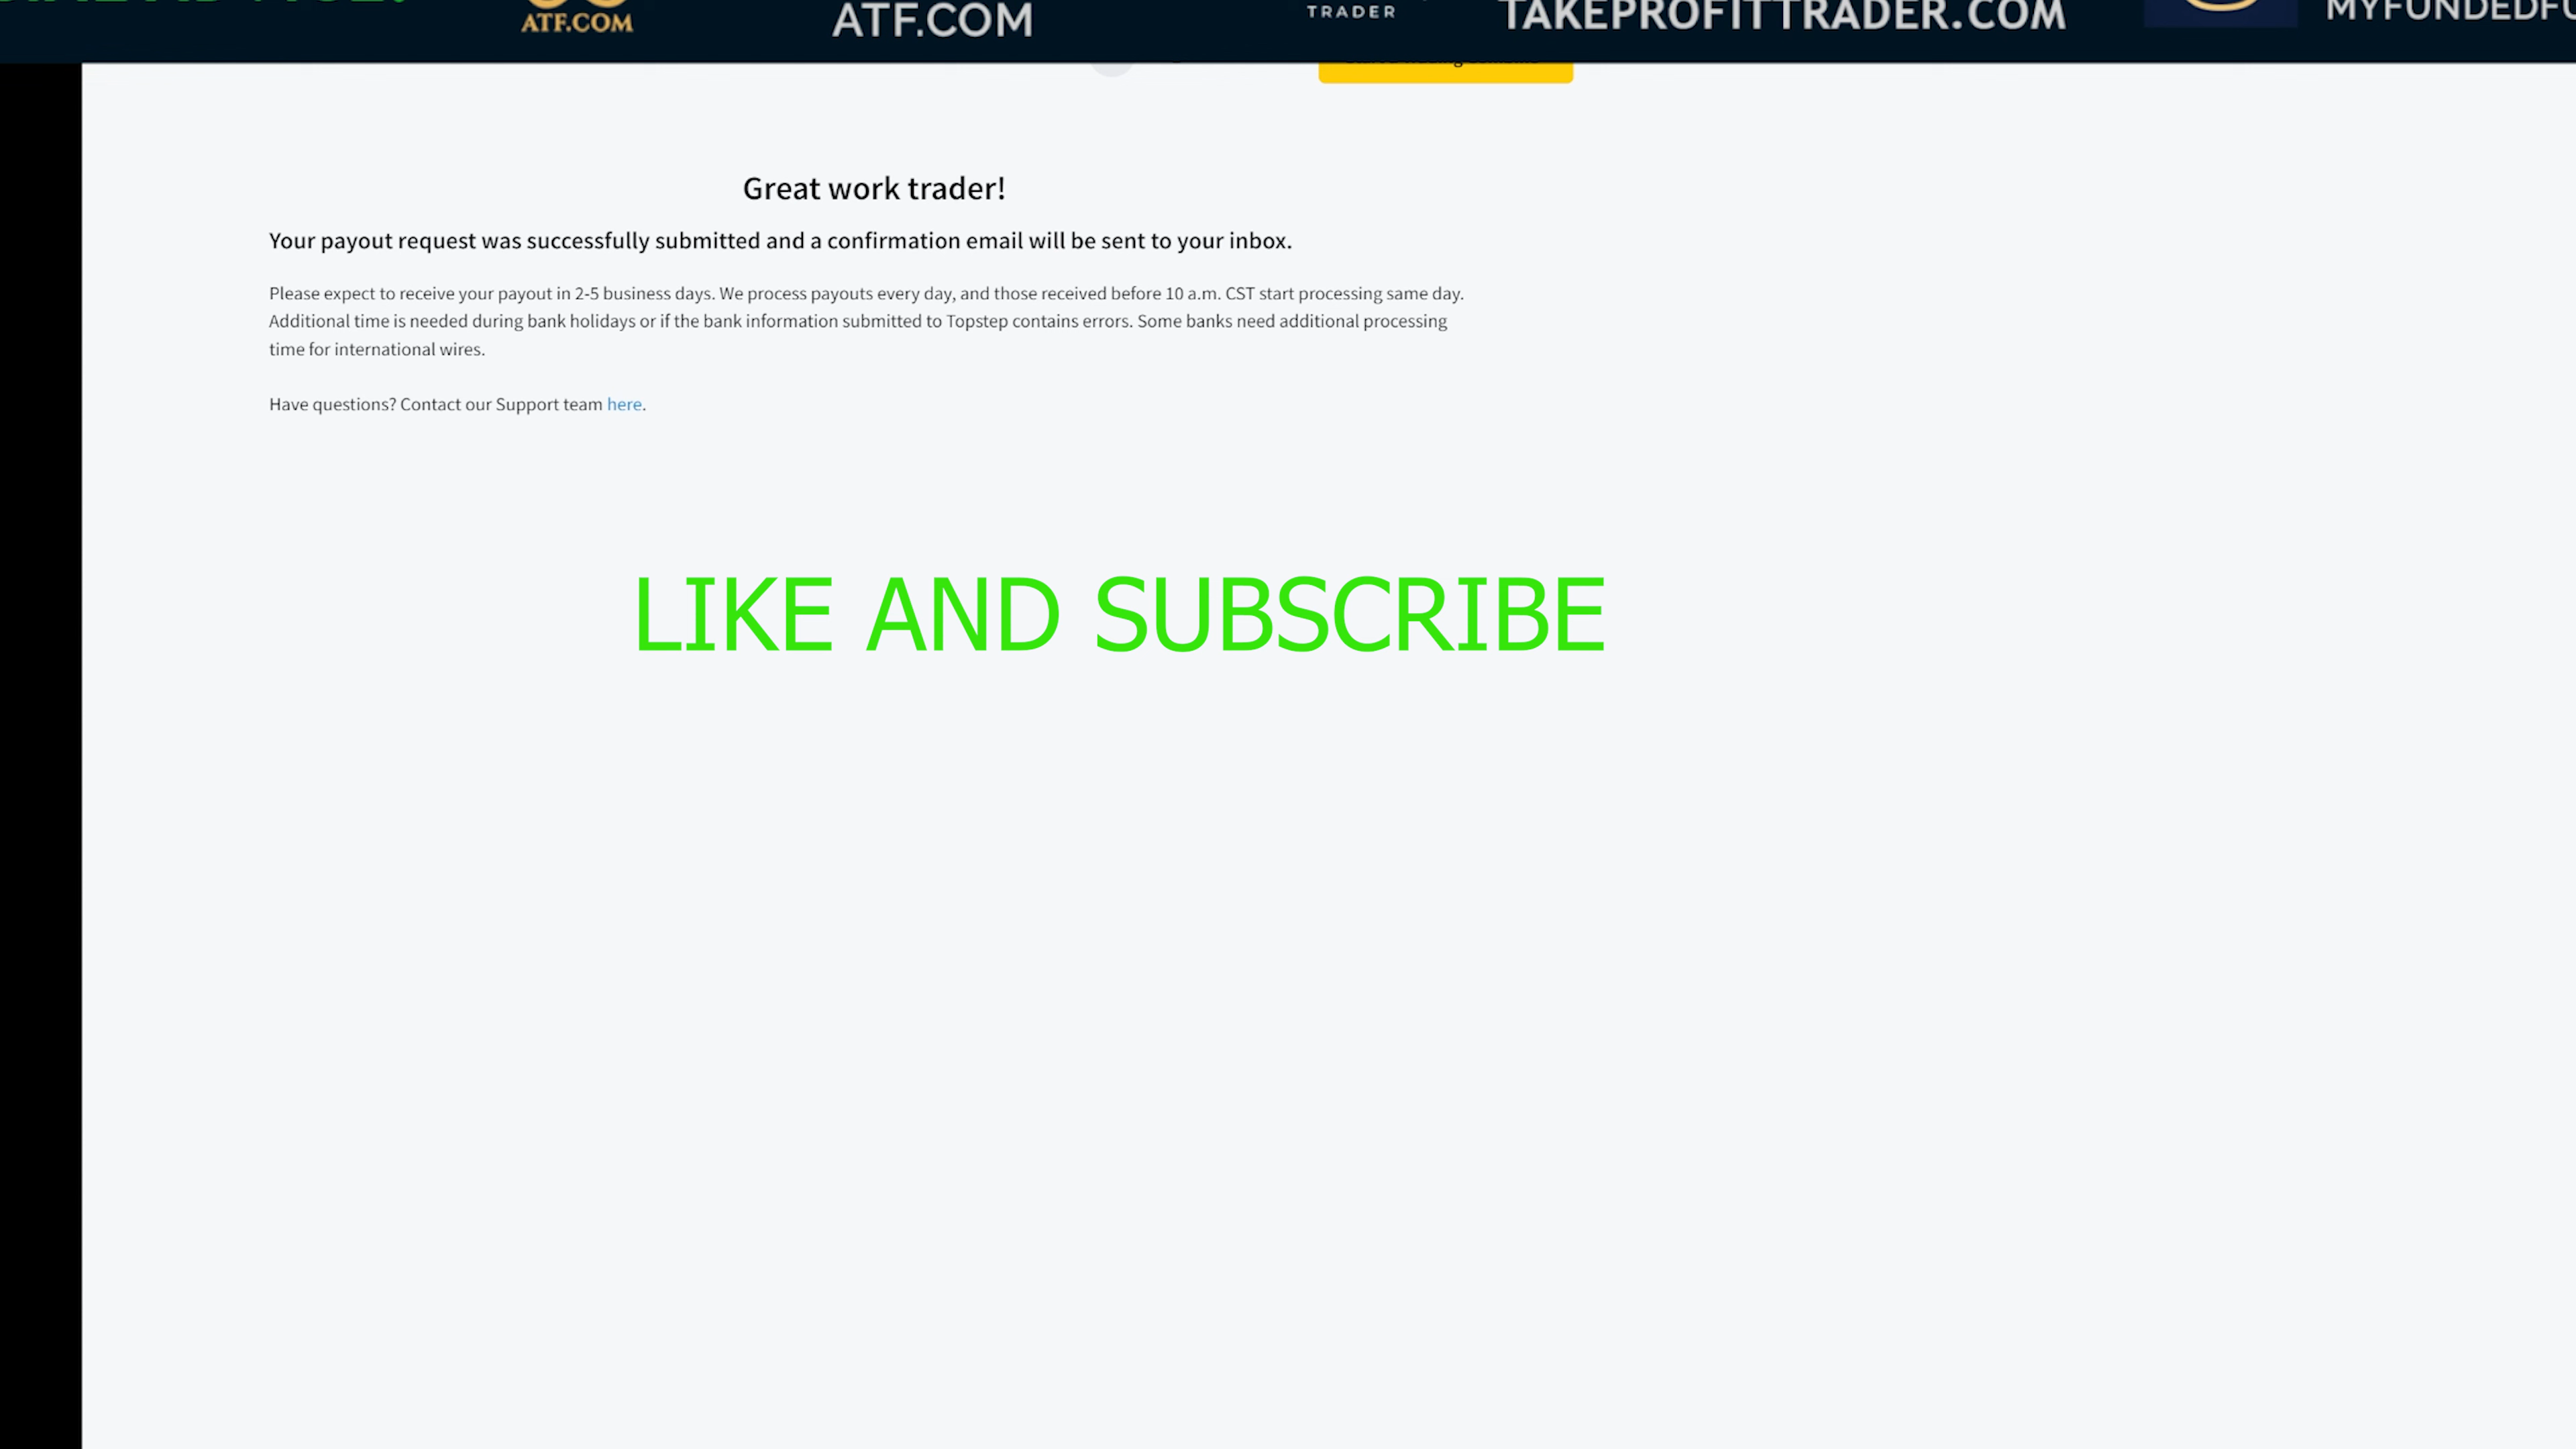 ATF.COM
ATF.COM
TRADER
TAKEPROFITTRADER.COM
Great work trader!
Your payout request was successfully submitted and a confirmation email will be sent to your inbox.
Please expect to receive your payout in 2-5 business days. We process payouts every day, and those received before 10 a.m. CST start processing same day.
Additional time is needed during bank holidays or if the bank information submitted to Topstep contains errors. Some banks need additional processing
time for international wires.
Have questions? Contact our Support team here.
LIKE AND SUBSCRIBE